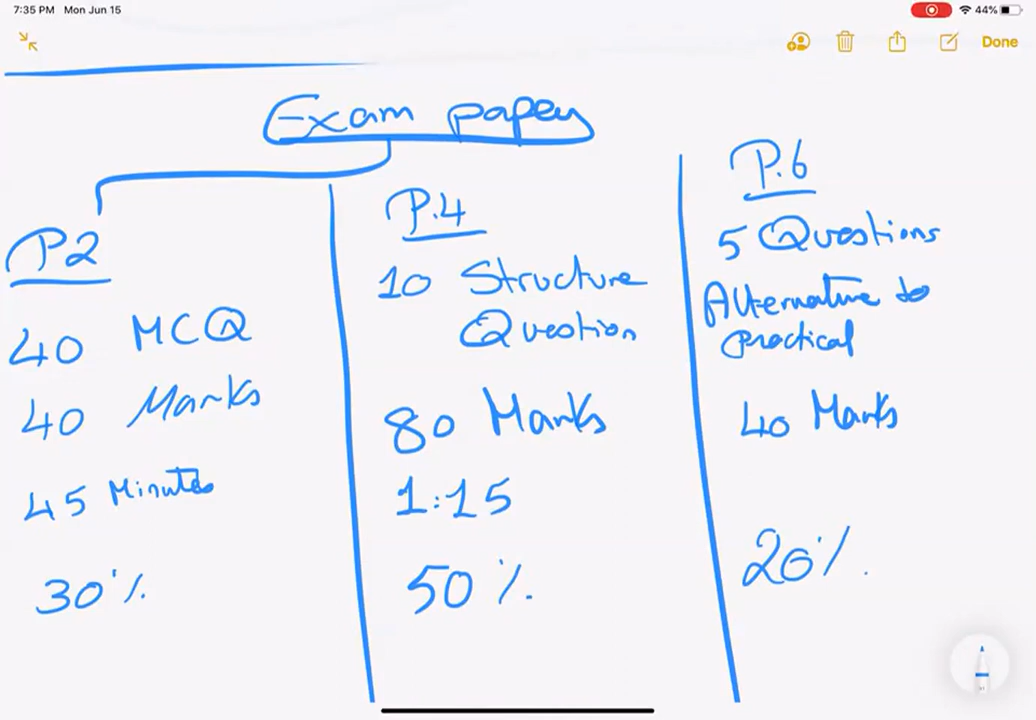 7:35 PM Mon Jun 15
44%
Done
Exam paper
P2
40 MCQ
40 Marks
45 Minutes
30%
P.4
10 Structure
Question
80 Marks
1:15
50%
P.6
5 Questions
Alternative to
practical
40 Marks
20%